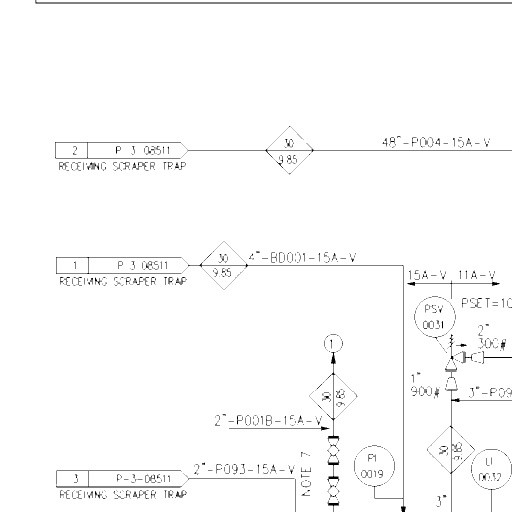 30
2 P 3 08511 48"-P004-15A-V
9.85
RECEIVING SCRAPER TRAP
30 4"-BD001-15A-V
1 P 3 08511
9.85
15A-V 11A-V
RECEIVING SCRAPER TRAP
PSV PSET=10
0031
2"
300#
1
1"
900#
30 9.85
3"-P09
2"-P001B-15A-V
30 9.85
NOTE 7
PI
0019
LI
0032
2"-P093-15A-V
3 P-3-08511
RECEIVING SCRAPER TRAP
3"